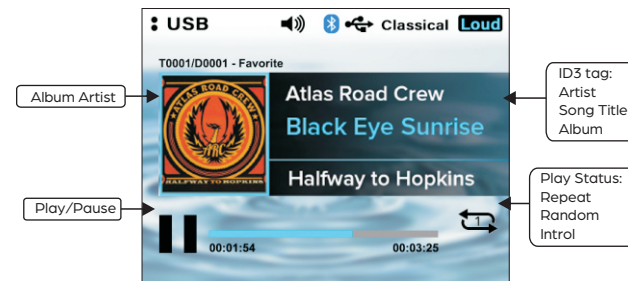 USB
Classical
Loud
T0001/D0001 - Favorite
Album Artist
ATLAS ROAD CREW
ARC
HALFWAY TO HOPKINS
Atlas Road Crew
Black Eye Sunrise
Halfway to Hopkins
ID3 tag:
Artist
Song Title
Album
Play/Pause
00:01:54
00:03:25
1
Play Status:
Repeat
Random
Introl